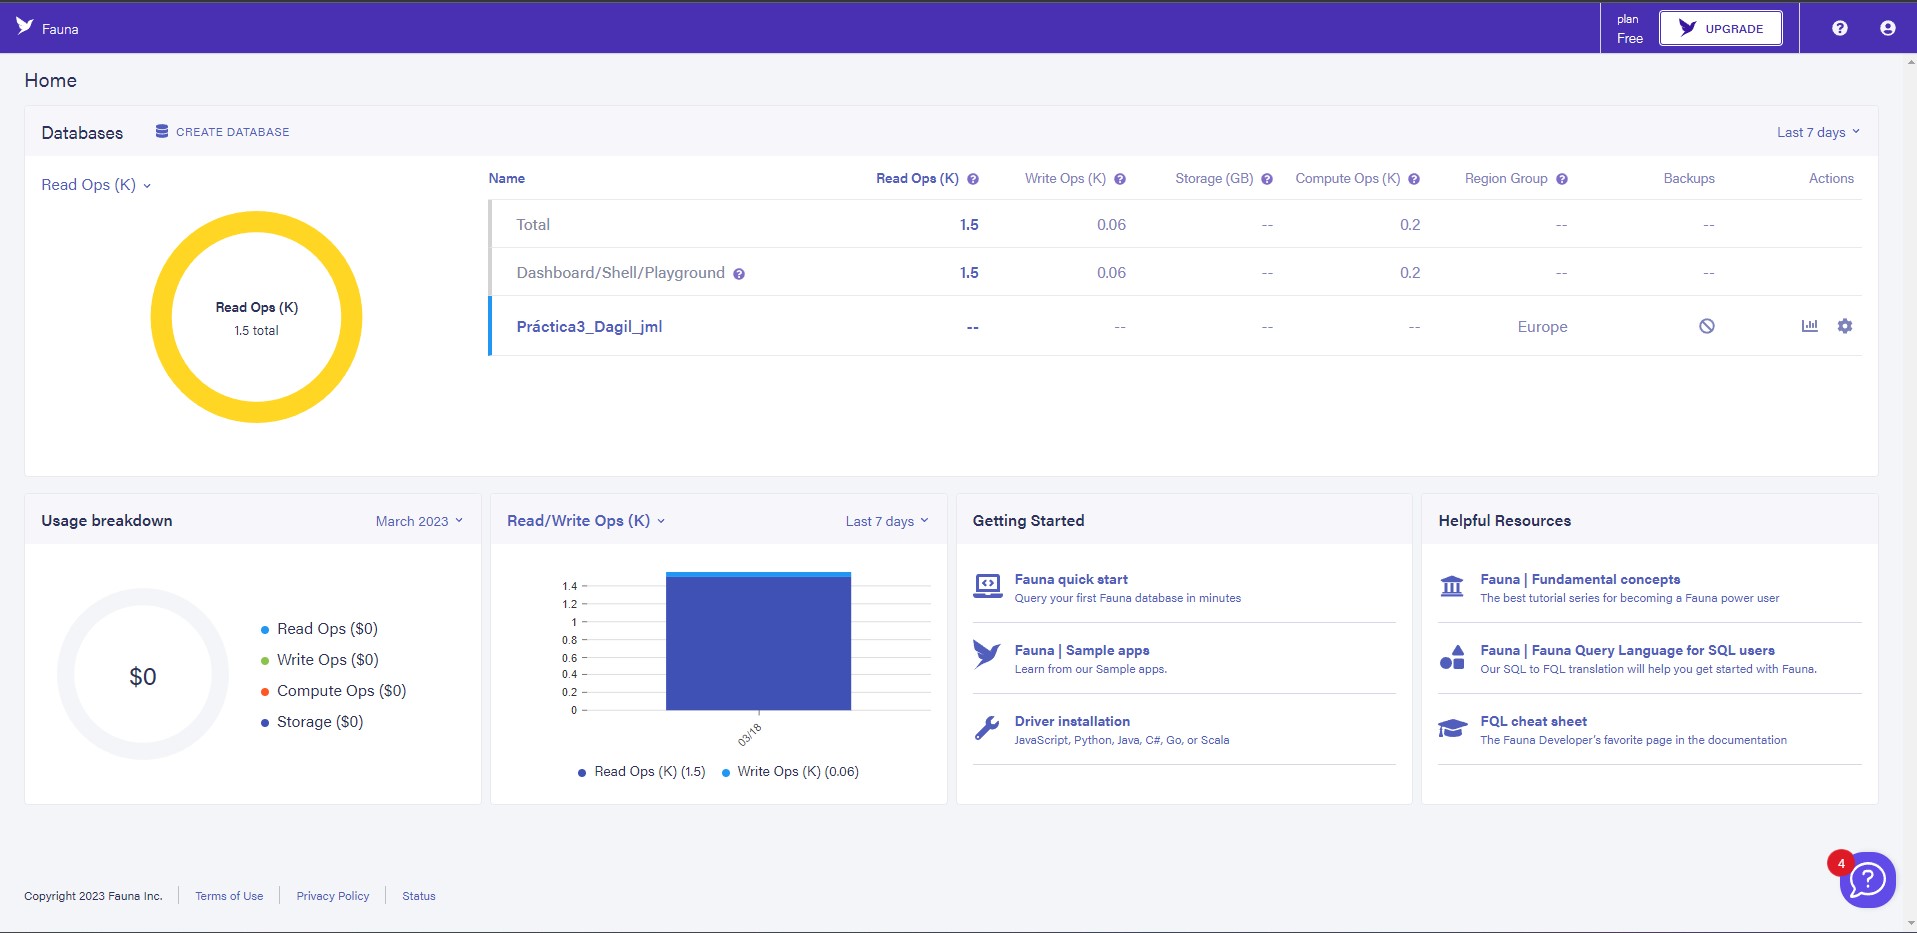 Fauna
plan
Free
UPGRADE
Home
Databases
CREATE DATABASE
Last 7 days
Read Ops (K)
Read Ops (K)
1.5 total
Name Read Ops (K) Write Ops (K) Storage (GB) Compute Ops (K) Region Group Backups Actions
Total 1.5 0.06 -- 0.2 -- --
Dashboard/Shell/Playground 1.5 0.06 -- 0.2 -- --
Práctica3_Dagil_jml -- -- -- -- Europe
Usage breakdown
March 2023
$0
Read Ops ($0)
Write Ops ($0)
Compute Ops ($0)
Storage ($0)
Read/Write Ops (K)
Last 7 days
1.4
1.2
1
0.8
0.6
0.4
0.2
0
03/18
Read Ops (K) (1.5) Write Ops (K) (0.06)
Getting Started
Fauna quick start
Query your first Fauna database in minutes
Fauna | Sample apps
Learn from our Sample apps.
Driver installation
JavaScript, Python, Java, C#, Go, or Scala
Helpful Resources
Fauna | Fundamental concepts
The best tutorial series for becoming a Fauna power user
Fauna | Fauna Query Language for SQL users
Our SQL to FQL translation will help you get started with Fauna.
FQL cheat sheet
The Fauna Developer's favorite page in the documentation
4
Copyright 2023 Fauna Inc. Terms of Use Privacy Policy Status